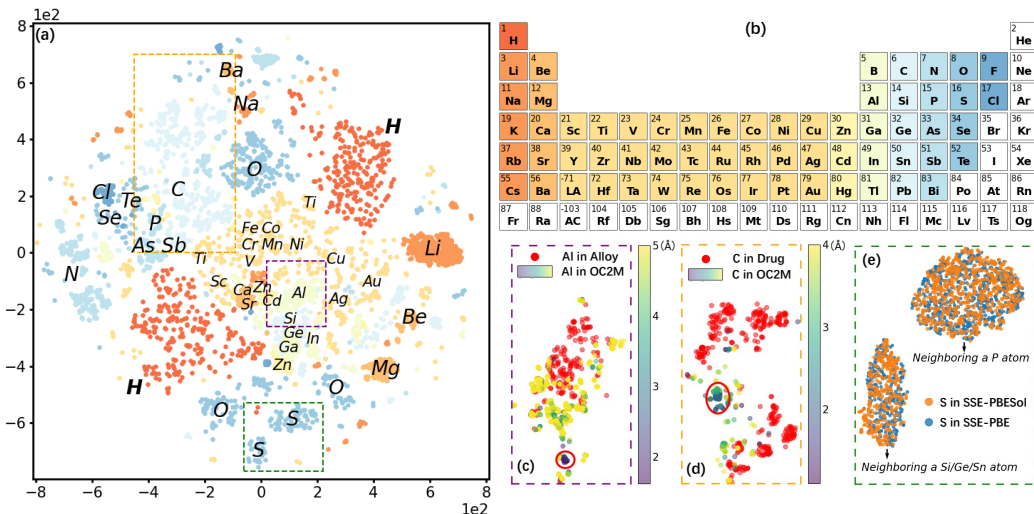 (a)
8e2
6
4
2
0
−2
−4
−6
−8 −6 −4 −2 0 2 4 6 8
1e2
Ba
Na
H
O
Cl Te C
Se P
As Sb
Ti
Fe Co
Cr Mn Ni
V
Ti
Cu
Li
N
Sc
Ca Zn
Sr Cd Al Ag
Au
Si
Ge In
Ga
Zn
Be
Mg
H
O
O
S
S
(b)
1 2
H He
3 4 5 6 7 8 9 10
Li Be B C N O F Ne
11 12 13 14 15 16 17 18
Na Mg Al Si P S Cl Ar
19 20 21 22 23 24 25 26 27 28 29 30 31 32 33 34 35 36
K Ca Sc Ti V Cr Mn Fe Co Ni Cu Zn Ga Ge As Se Br Kr
37 38 39 40 41 42 43 44 45 46 47 48 49 50 51 52 53 54
Rb Sr Y Zr Nb Mo Tc Ru Rh Pd Ag Cd In Sn Sb Te I Xe
55 56 -71 72 73 74 75 76 77 78 79 80 81 82 83 84 85 86
Cs Ba LA Hf Ta W Re Os Ir Pt Au Hg Tl Pb Bi Po At Rn
87 88 -103 104 105 106 107 108 109 110 111 112 113 114 115 116 117 118
Fr Ra AC Rf Db Sg Bh Hs Mt Ds Rg Cn Nh Fl Mc Lv Ts Og
Al in Alloy
Al in OC2M
5 (Å)
4
3
2
(c)
C in Drug
C in OC2M
4 (Å)
3
2
(d)
(e)
Neighboring a P atom
S in SSE-PBESol
S in SSE-PBE
Neighboring a Si/Ge/Sn atom